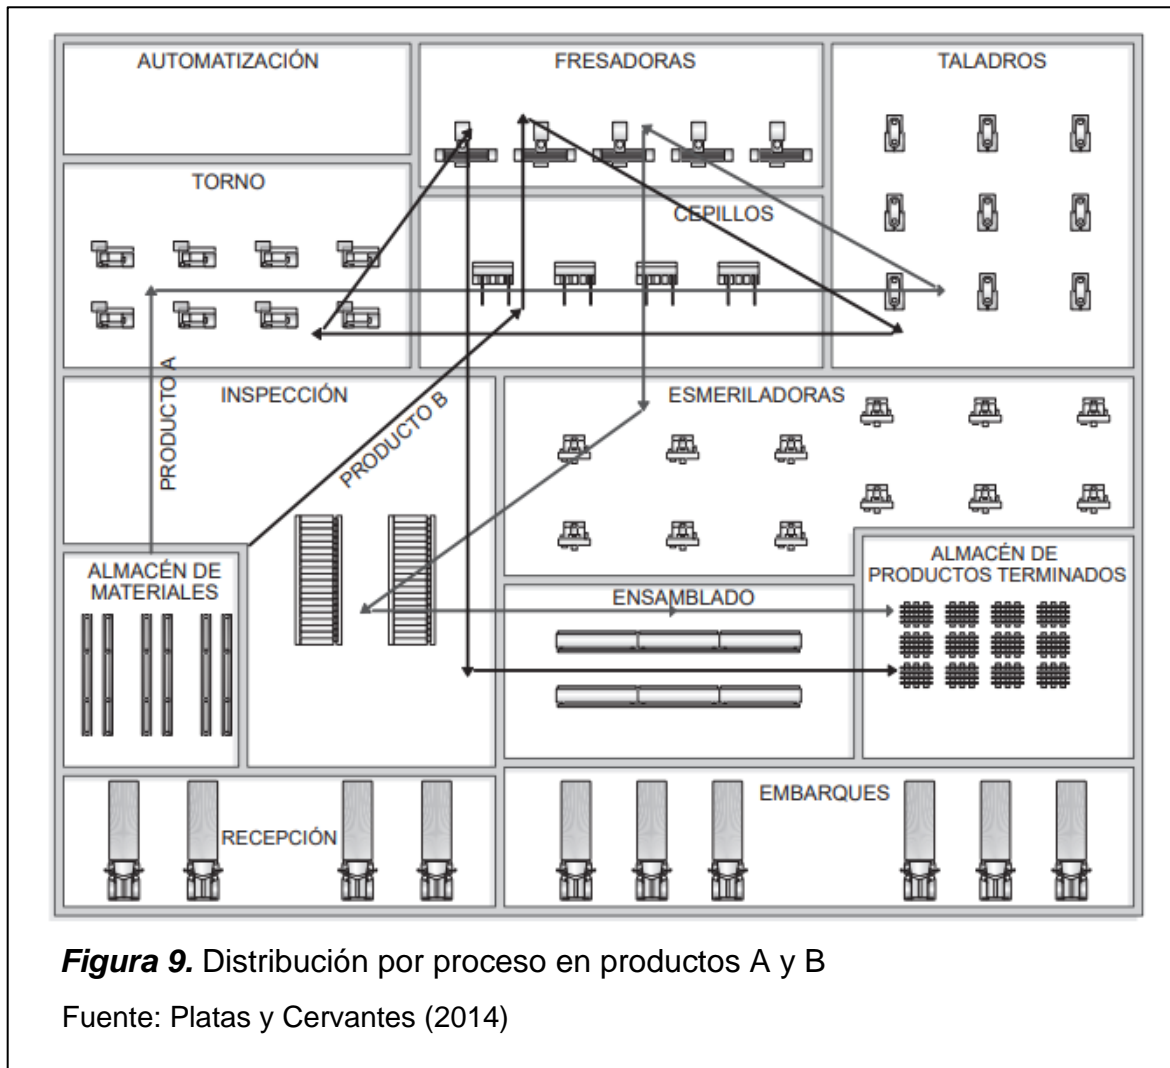 AUTOMATIZACIÓN
FRESADORAS
TALADROS
TORNO
CEPILLOS
INSPECCIÓN
ESMERILADORAS
PRODUCTO A
PRODUCTO B
ALMACÉN DE
MATERIALES
ALMACÉN DE
PRODUCTOS TERMINADOS
ENSAMBLADO
RECEPCIÓN
EMBARQUES
Figura 9. Distribución por proceso en productos A y B
Fuente: Platas y Cervantes (2014)